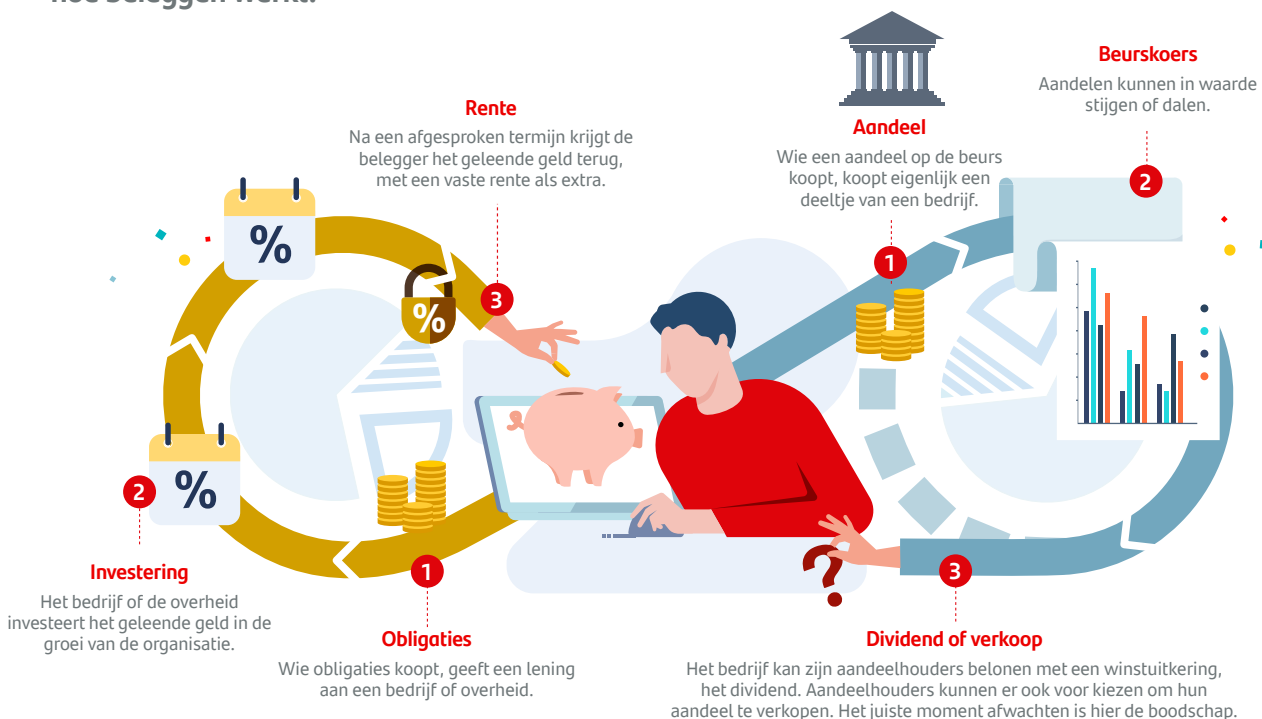 hoe beleggen werkt.
Rente
Na een afgesproken termijn krijgt de
belegger het geleende geld terug,
met een vaste rente als extra.
Aandeel
Wie een aandeel op de beurs
koopt, koopt eigenlijk een
deeltje van een bedrijf.
Beurskoers
Aandelen kunnen in waarde
stijgen of dalen.
%
%
%
3
1
2
2
1
3
Investering
Het bedrijf of de overheid
investeert het geleende geld in de
groei van de organisatie.
Obligaties
Wie obligaties koopt, geeft een lening
aan een bedrijf of overheid.
?
Dividend of verkoop
Het bedrijf kan zijn aandeelhouders belonen met een winstuitkering,
het dividend. Aandeelhouders kunnen er ook voor kiezen om hun
aandeel te verkopen. Het juiste moment afwachten is hier de boodschap.